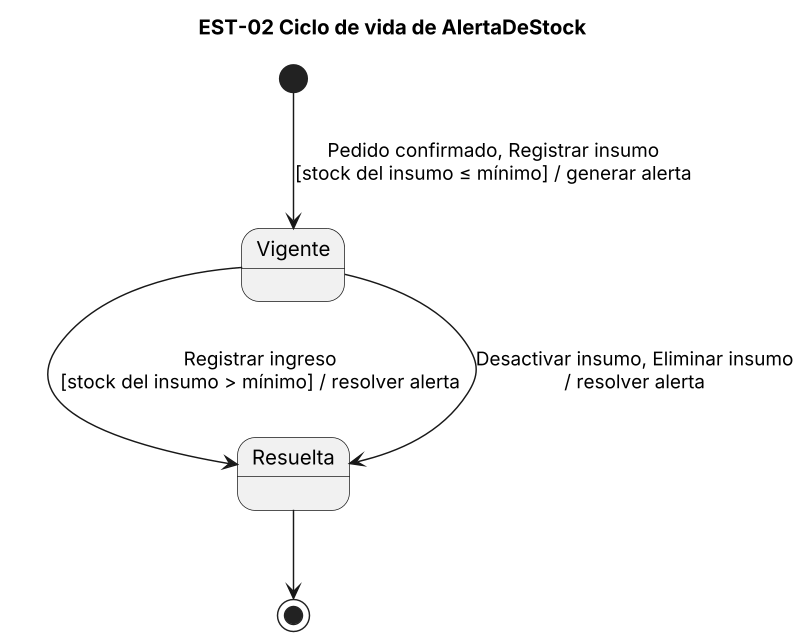 EST-02 Ciclo de vida de AlertaDeStock
Pedido confirmado, Registrar insumo
[stock del insumo ≤ mínimo] / generar alerta
Vigente
Registrar ingreso
[stock del insumo > mínimo] / resolver alerta
Desactivar insumo, Eliminar insumo
/ resolver alerta
Resuelta